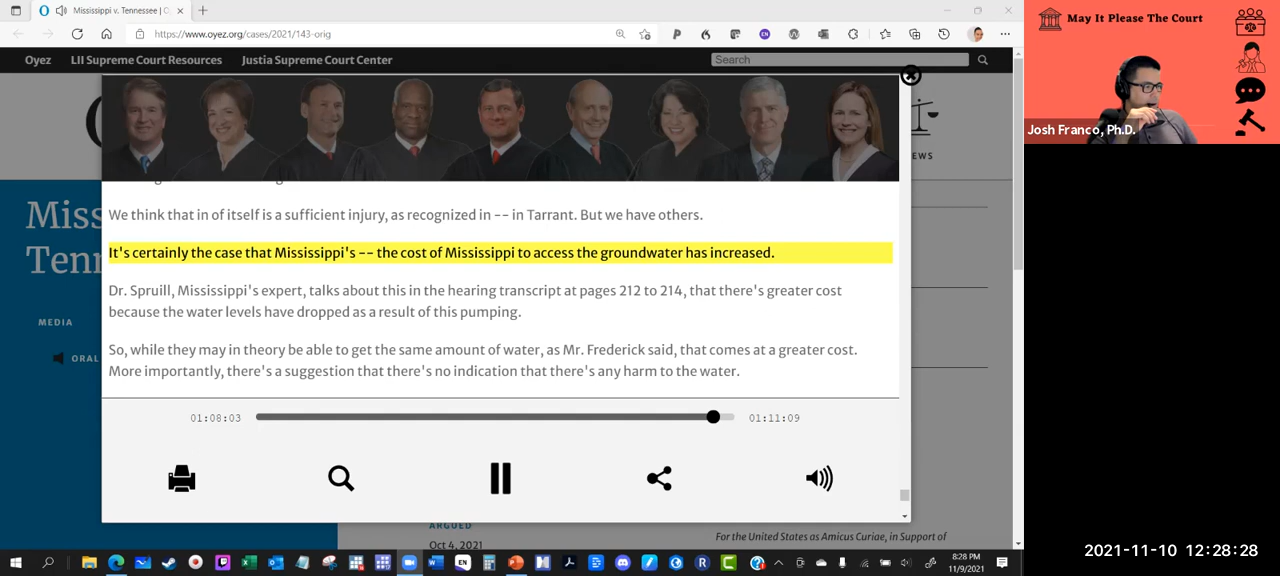 Mississippi v. Tennessee | O
https://www.oyez.org/cases/2021/143-orig
Oyez
LII Supreme Court Resources
Justia Supreme Court Center
Search
EWS
Miss
Tenn
MEDIA
ORAL
We think that in of itself is a sufficient injury, as recognized in -- in Tarrant. But we have others.
It's certainly the case that Mississippi's -- the cost of Mississippi to access the groundwater has increased.
Dr. Spruill, Mississippi's expert, talks about this in the hearing transcript at pages 212 to 214, that there's greater cost
because the water levels have dropped as a result of this pumping.
So, while they may in theory be able to get the same amount of water, as Mr. Frederick said, that comes at a greater cost.
More importantly, there's a suggestion that there's no indication that there's any harm to the water.
01:08:03
01:11:09
ARGUED
Oct 4, 2021
For the United States as Amicus Curiae, in Support of
8:28 PM
11/9/2021
May It Please The Court
Josh Franco, Ph.D.
2021-11-10 12:28:28